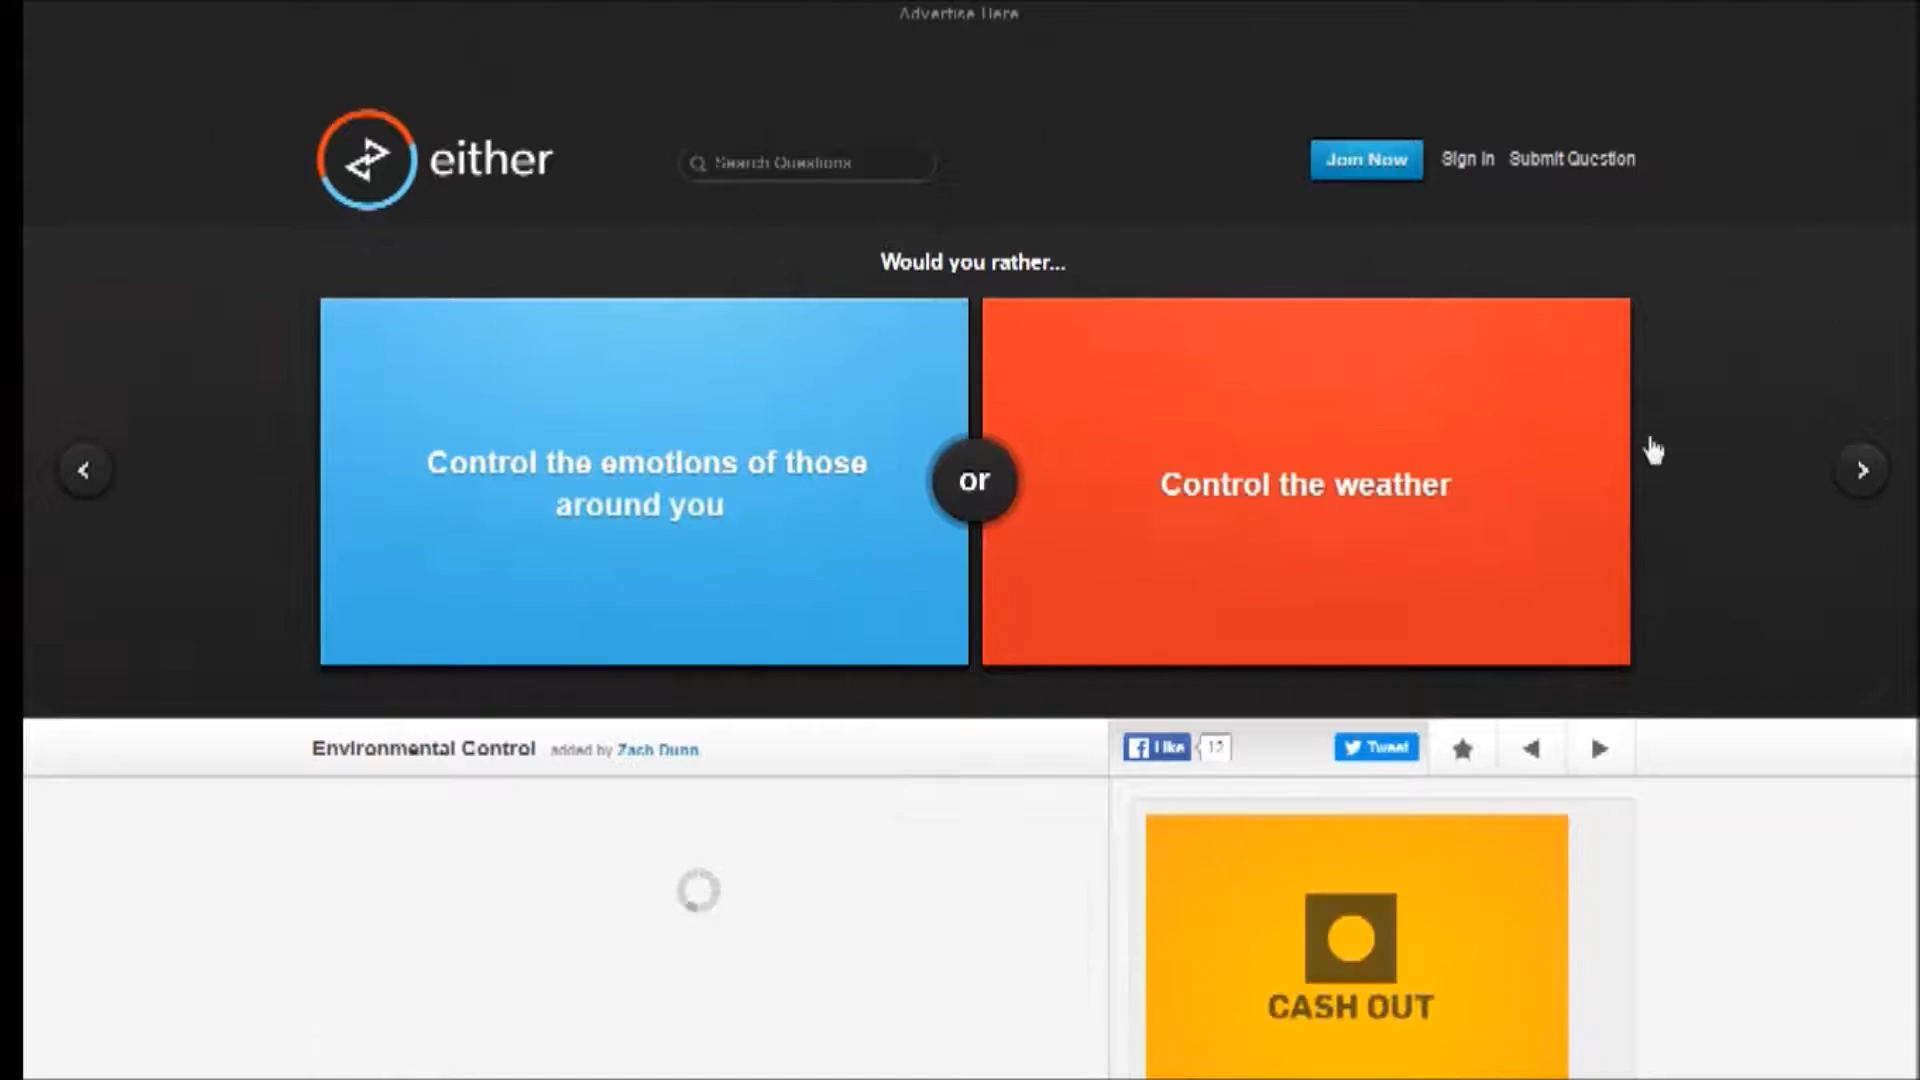 Advertise Here
either
Search Questions
Join Now
Sign In
Submit Question
Would you rather...
Control the emotions of those
around you
or
Control the weather
Environmental Control added by Zach Dunn
Like
12
Tweet
CASH OUT